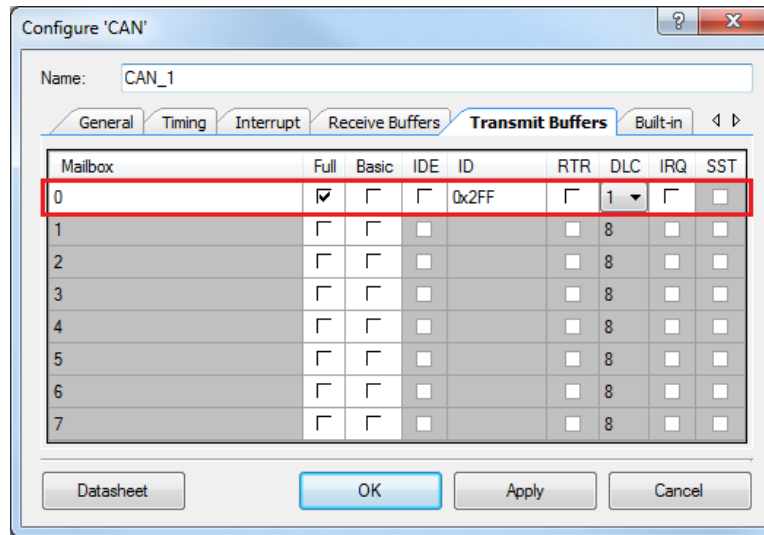 Configure 'CAN'
Name: CAN_1
General Timing Interrupt Receive Buffers Transmit Buffers Built-in
Mailbox Full Basic IDE ID RTR DLC IRQ SST
0 0x2FF 1
1 8
2 8
3 8
4 8
5 8
6 8
7 8
Datasheet OK Apply Cancel